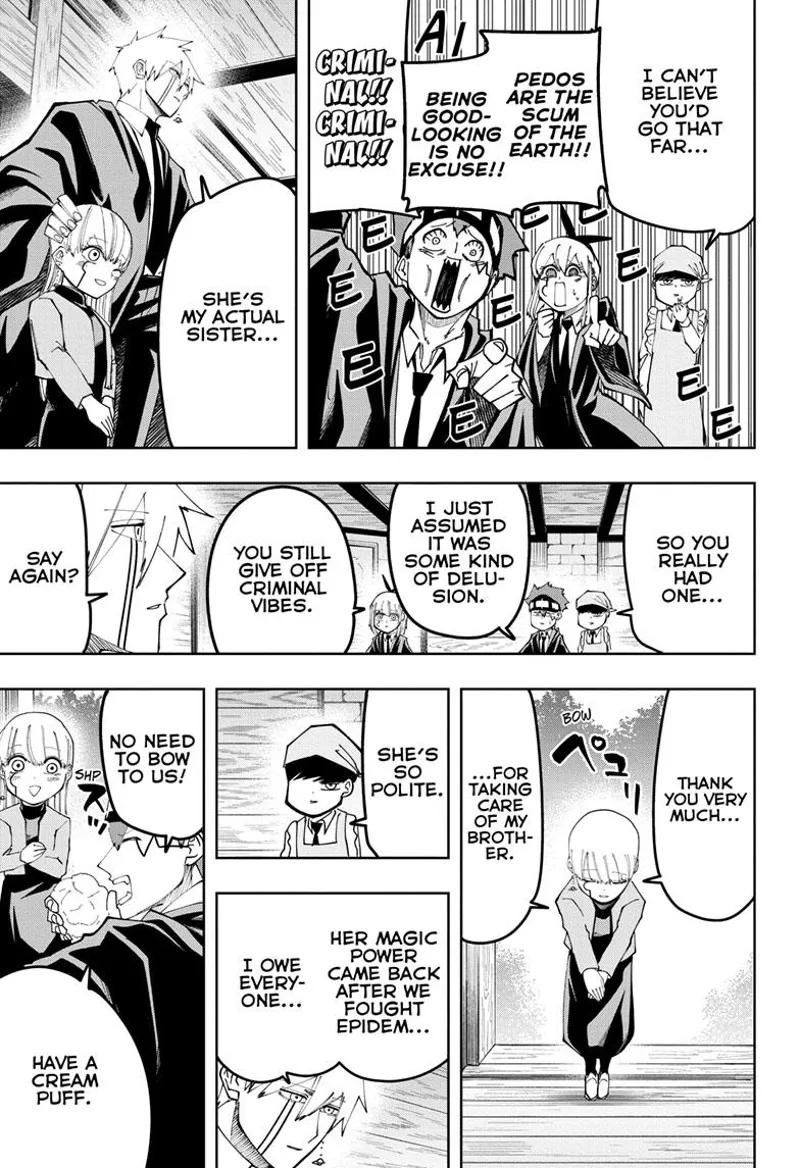 I CAN'T
BELIEVE
YOU'D
GO THAT
FAR...
PEDOS
ARE THE
SCUM
OF THE
EARTH!!
BEING
GOOD-
LOOKING
IS NO
EXCUSE!!
CRIMI-
NAL!!
CRIMI-
NAL!!
AI
E
E
E
E
E
E
E
E
E
SHE'S
MY ACTUAL
SISTER...
SO YOU
REALLY
HAD
ONE...
I JUST
ASSUMED
IT WAS
SOME KIND
OF DELU-
SION.
YOU STILL
GIVE OFF
CRIMINAL
VIBES.
SAY
AGAIN?
THANK
YOU VERY
MUCH...
BOW
ペコリ
...FOR
TAKING
CARE
OF MY
BROTH-
ER.
SHE'S
SO
POLITE.
HER MAGIC
POWER
CAME BACK
AFTER WE
FOUGHT
EPIDEM...
I OWE
EVERY-
ONE...
NO NEED
TO BOW
TO US!
SHP
ズッ
HAVE A
CREAM
PUFF.